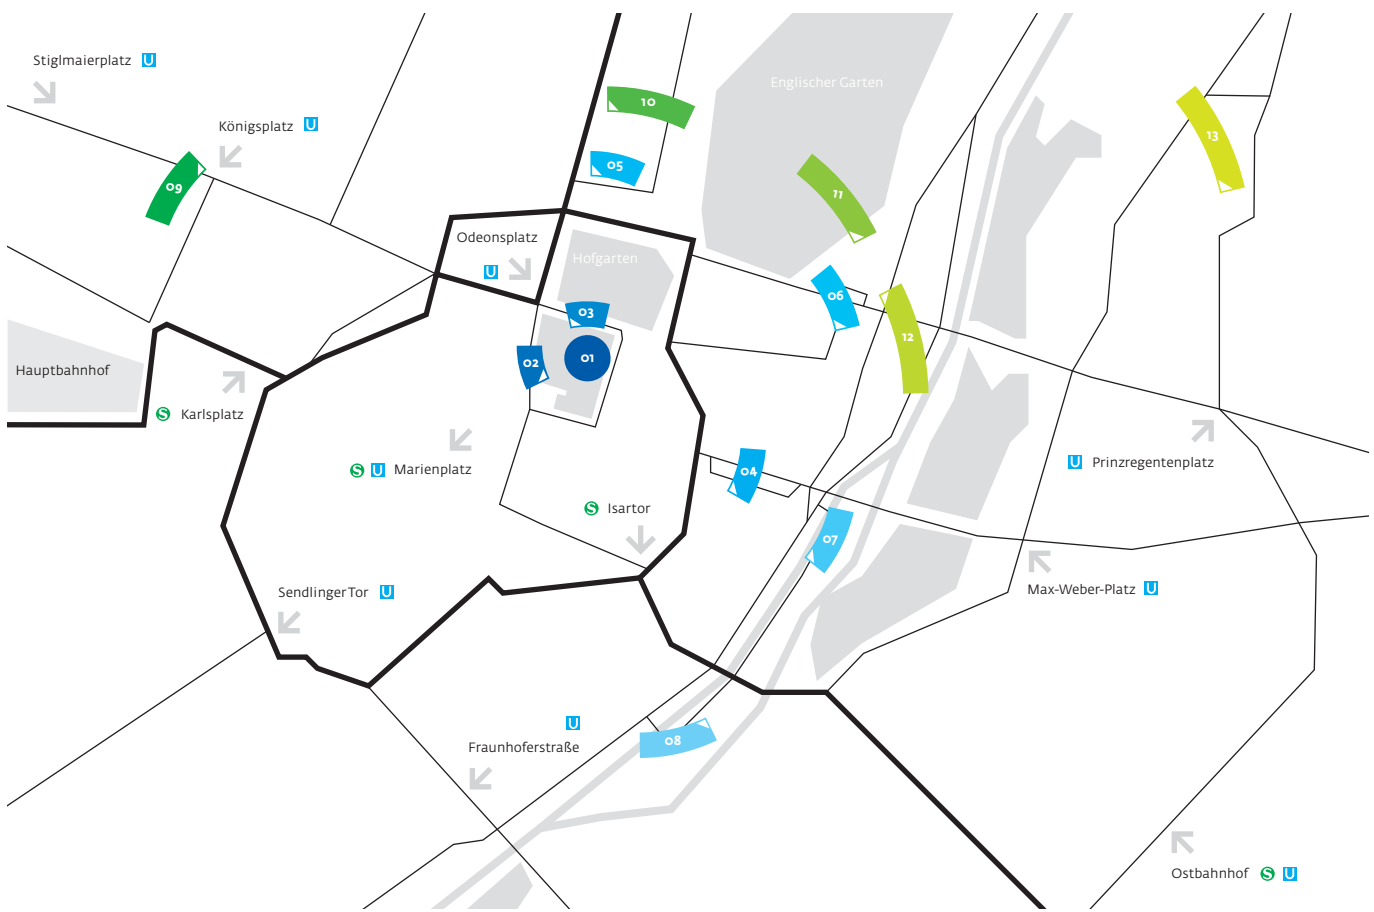 Stiglmaierplatz U
Englischer Garten
10
Königsplatz U
13
05
09
11
Odeonsplatz
U
Hofgarten
06
03
12
02
01
Hauptbahnhof
S Karlsplatz
S U Marienplatz
04
U Prinzregentenplatz
S Isartor
07
Sendlinger Tor U
Max-Weber-Platz U
U
08
Fraunhoferstraße
Ostbahnhof S U